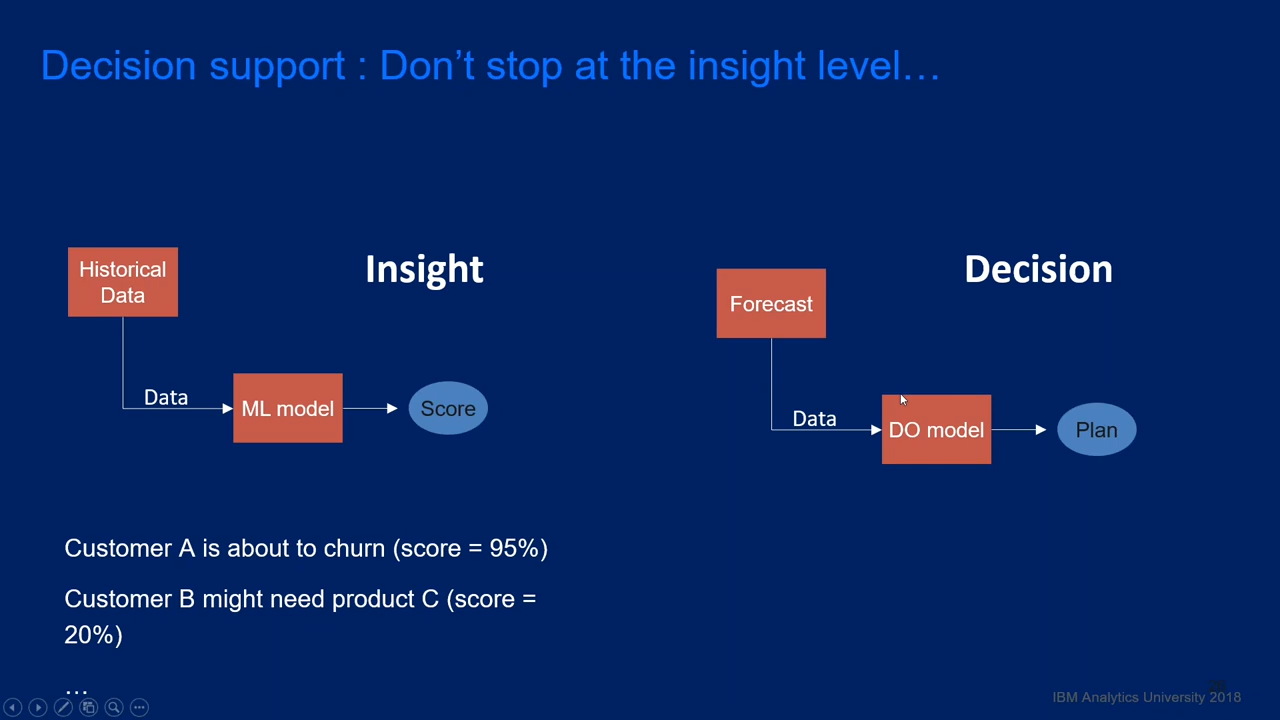 Decision support : Don't stop at the insight level…
Historical
Data
Insight
Data
ML model
Score
Forecast
Decision
Data
DO model
Plan
Customer A is about to churn (score = 95%)
Customer B might need product C (score =
20%)
…
IBM Analytics University 2018